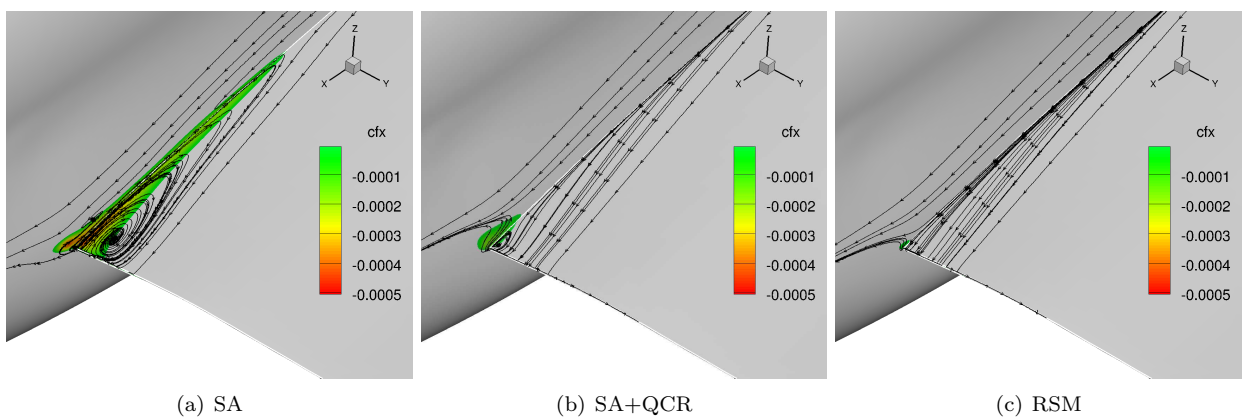 Z
X
Y
cfx
-0.0001
-0.0002
-0.0003
-0.0004
-0.0005
(a) SA
Z
X
Y
cfx
-0.0001
-0.0002
-0.0003
-0.0004
-0.0005
(b) SA+QCR
Z
X
Y
cfx
-0.0001
-0.0002
-0.0003
-0.0004
-0.0005
(c) RSM